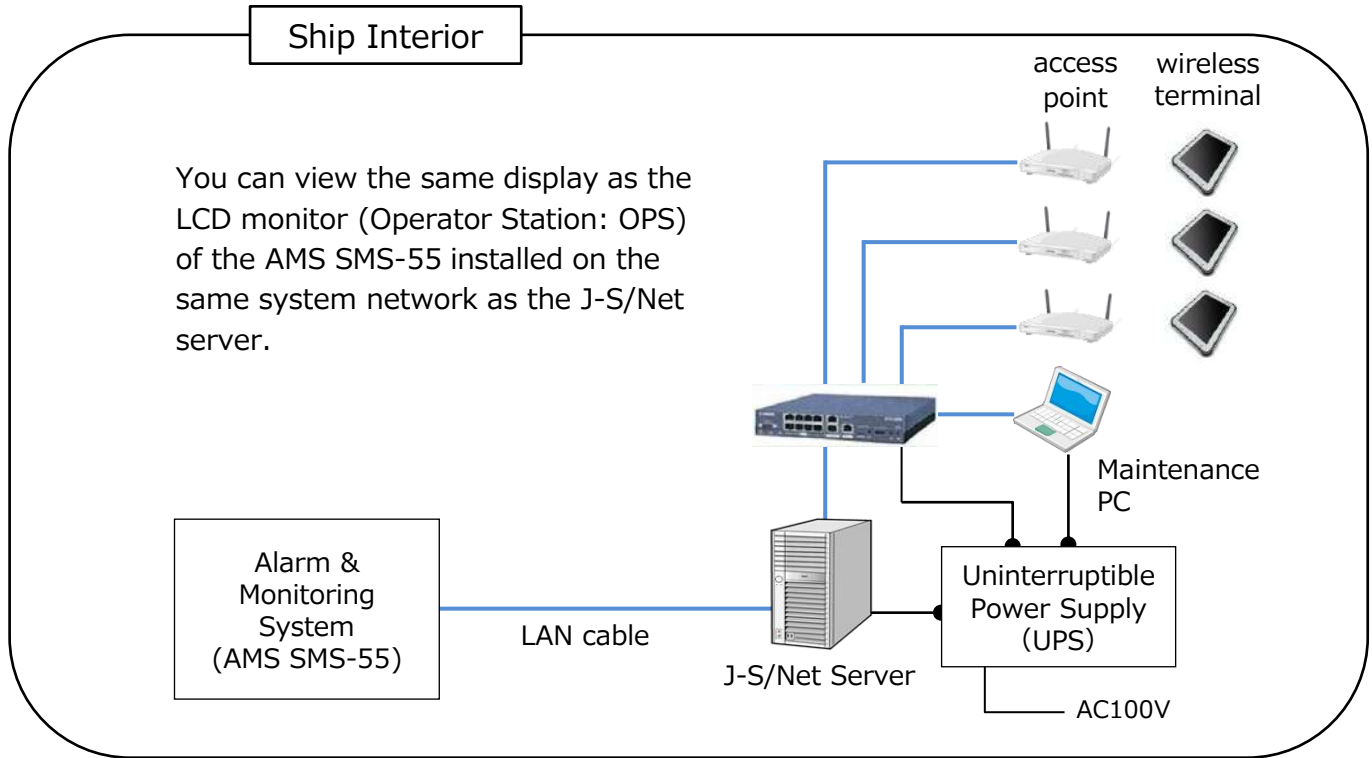 Ship Interior
access
point
wireless
terminal
You can view the same display as the
LCD monitor (Operator Station: OPS)
of the AMS SMS-55 installed on the
same system network as the J-S/Net
server.
Maintenance
PC
Alarm &
Monitoring
System
(AMS SMS-55)
LAN cable
J-S/Net Server
Uninterruptible
Power Supply
(UPS)
AC100V